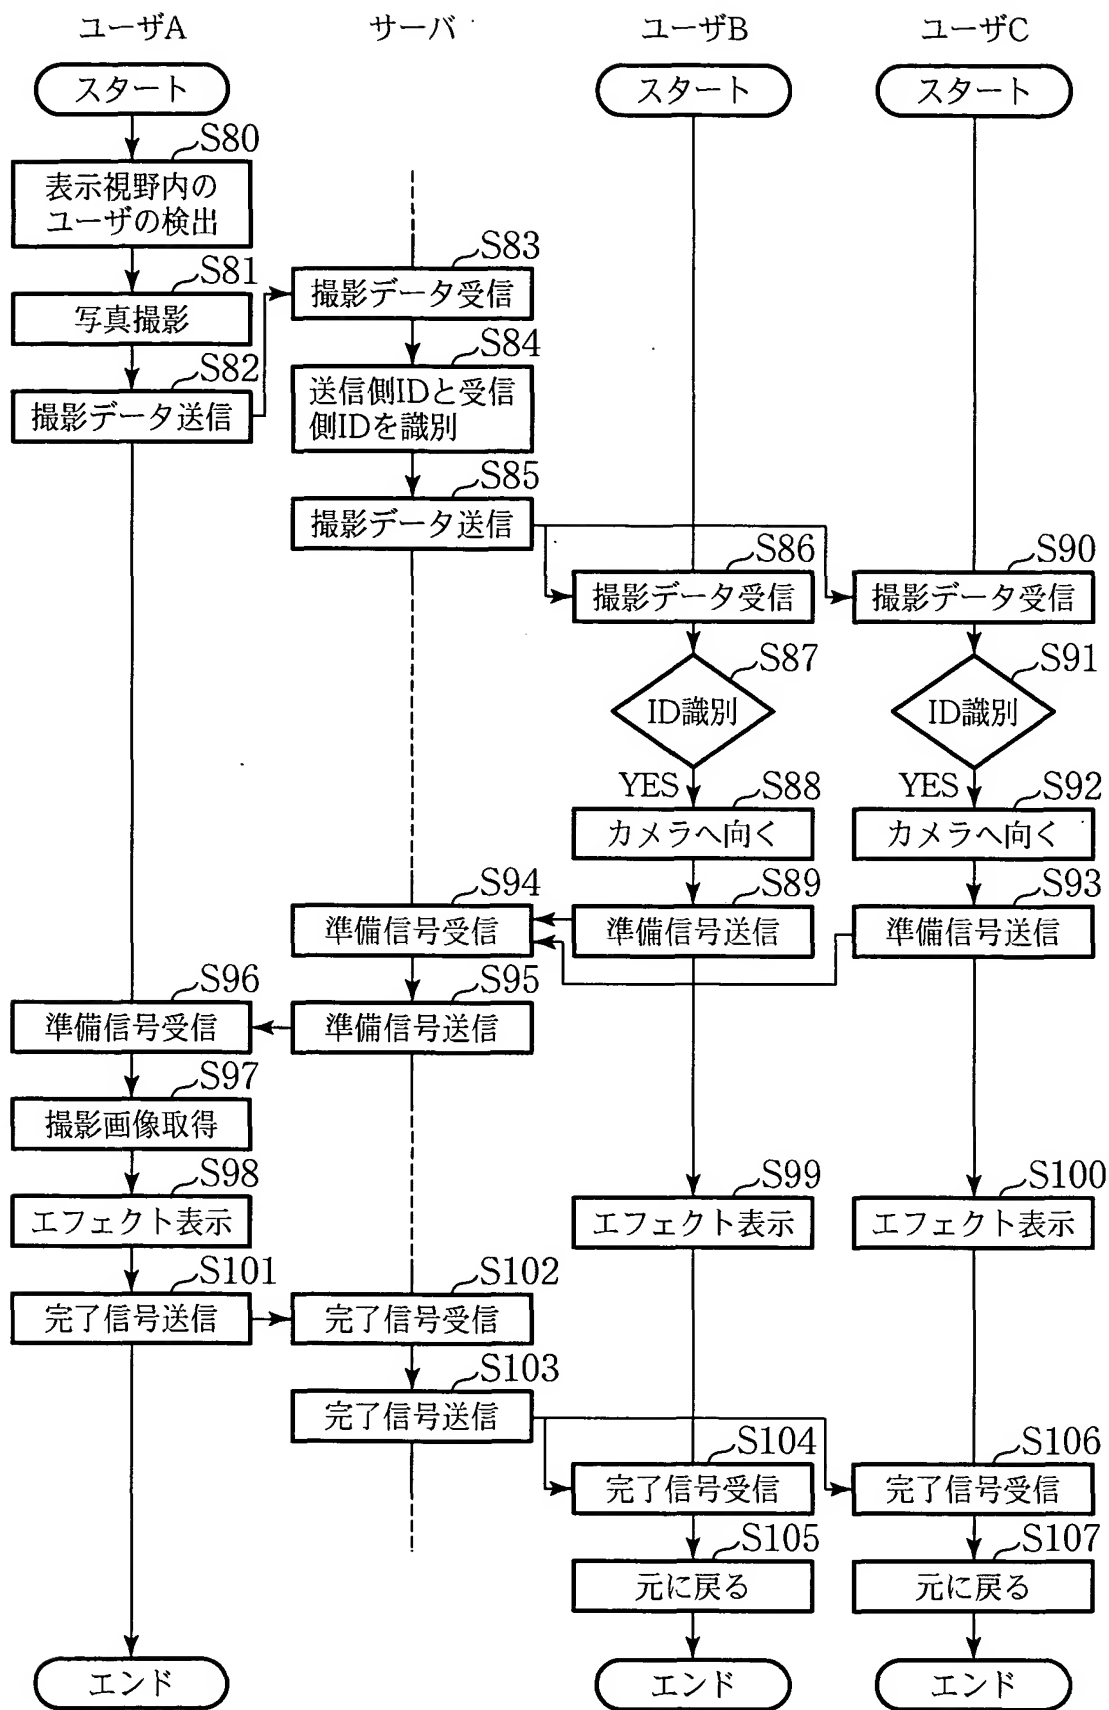 ユーザA
サーバ
ユーザB
ユーザC
スタート
スタート
スタート
S80
表示視野内の
ユーザの検出
S81
写真撮影
S82
撮影データ送信
S83
撮影データ受信
S84
送信側IDと受信
側IDを識別
S85
撮影データ送信
S86
撮影データ受信
S90
撮影データ受信
S87
ID識別
S91
ID識別
YES
S88
カメラへ向く
YES
S92
カメラへ向く
S94
準備信号受信
S89
準備信号送信
S93
準備信号送信
S96
準備信号受信
S95
準備信号送信
S97
撮影画像取得
S98
エフェクト表示
S99
エフェクト表示
S100
エフェクト表示
S101
完了信号送信
S102
完了信号受信
S103
完了信号送信
S104
完了信号受信
S106
完了信号受信
S105
元に戻る
S107
元に戻る
エンド
エンド
エンド